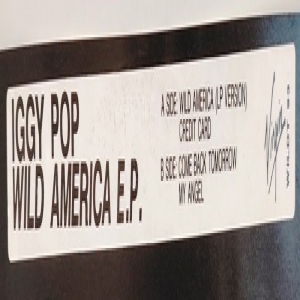 IGGY POP
WILD AMERICA E.P.
A SIDE: WILD AMERICA (LP VERSION)
CREDIT CARD
B SIDE: COME BACK TOMORROW
MY ANGEL
Virgin